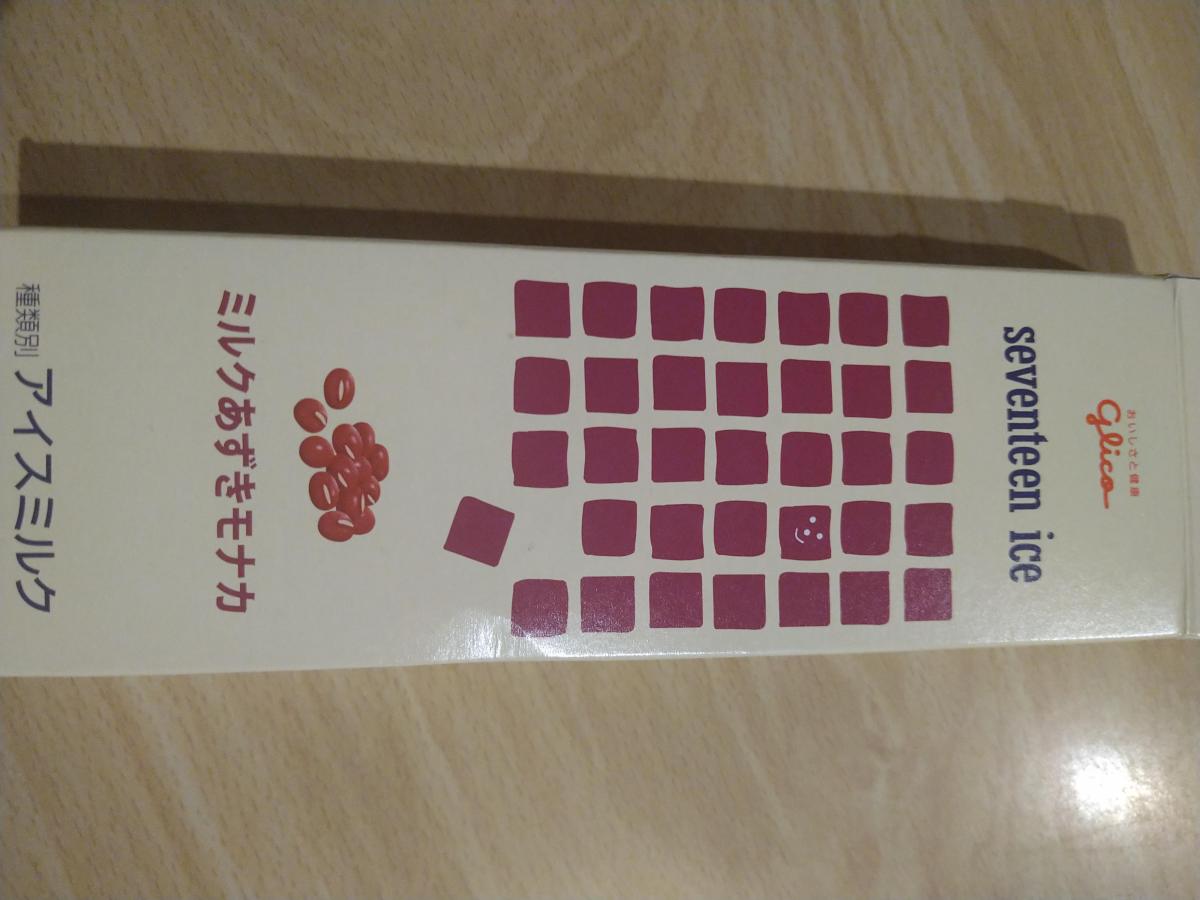 おいしさと健康
Glico
seventeen ice
ミルクあずきモナカ
種類別 アイスミルク